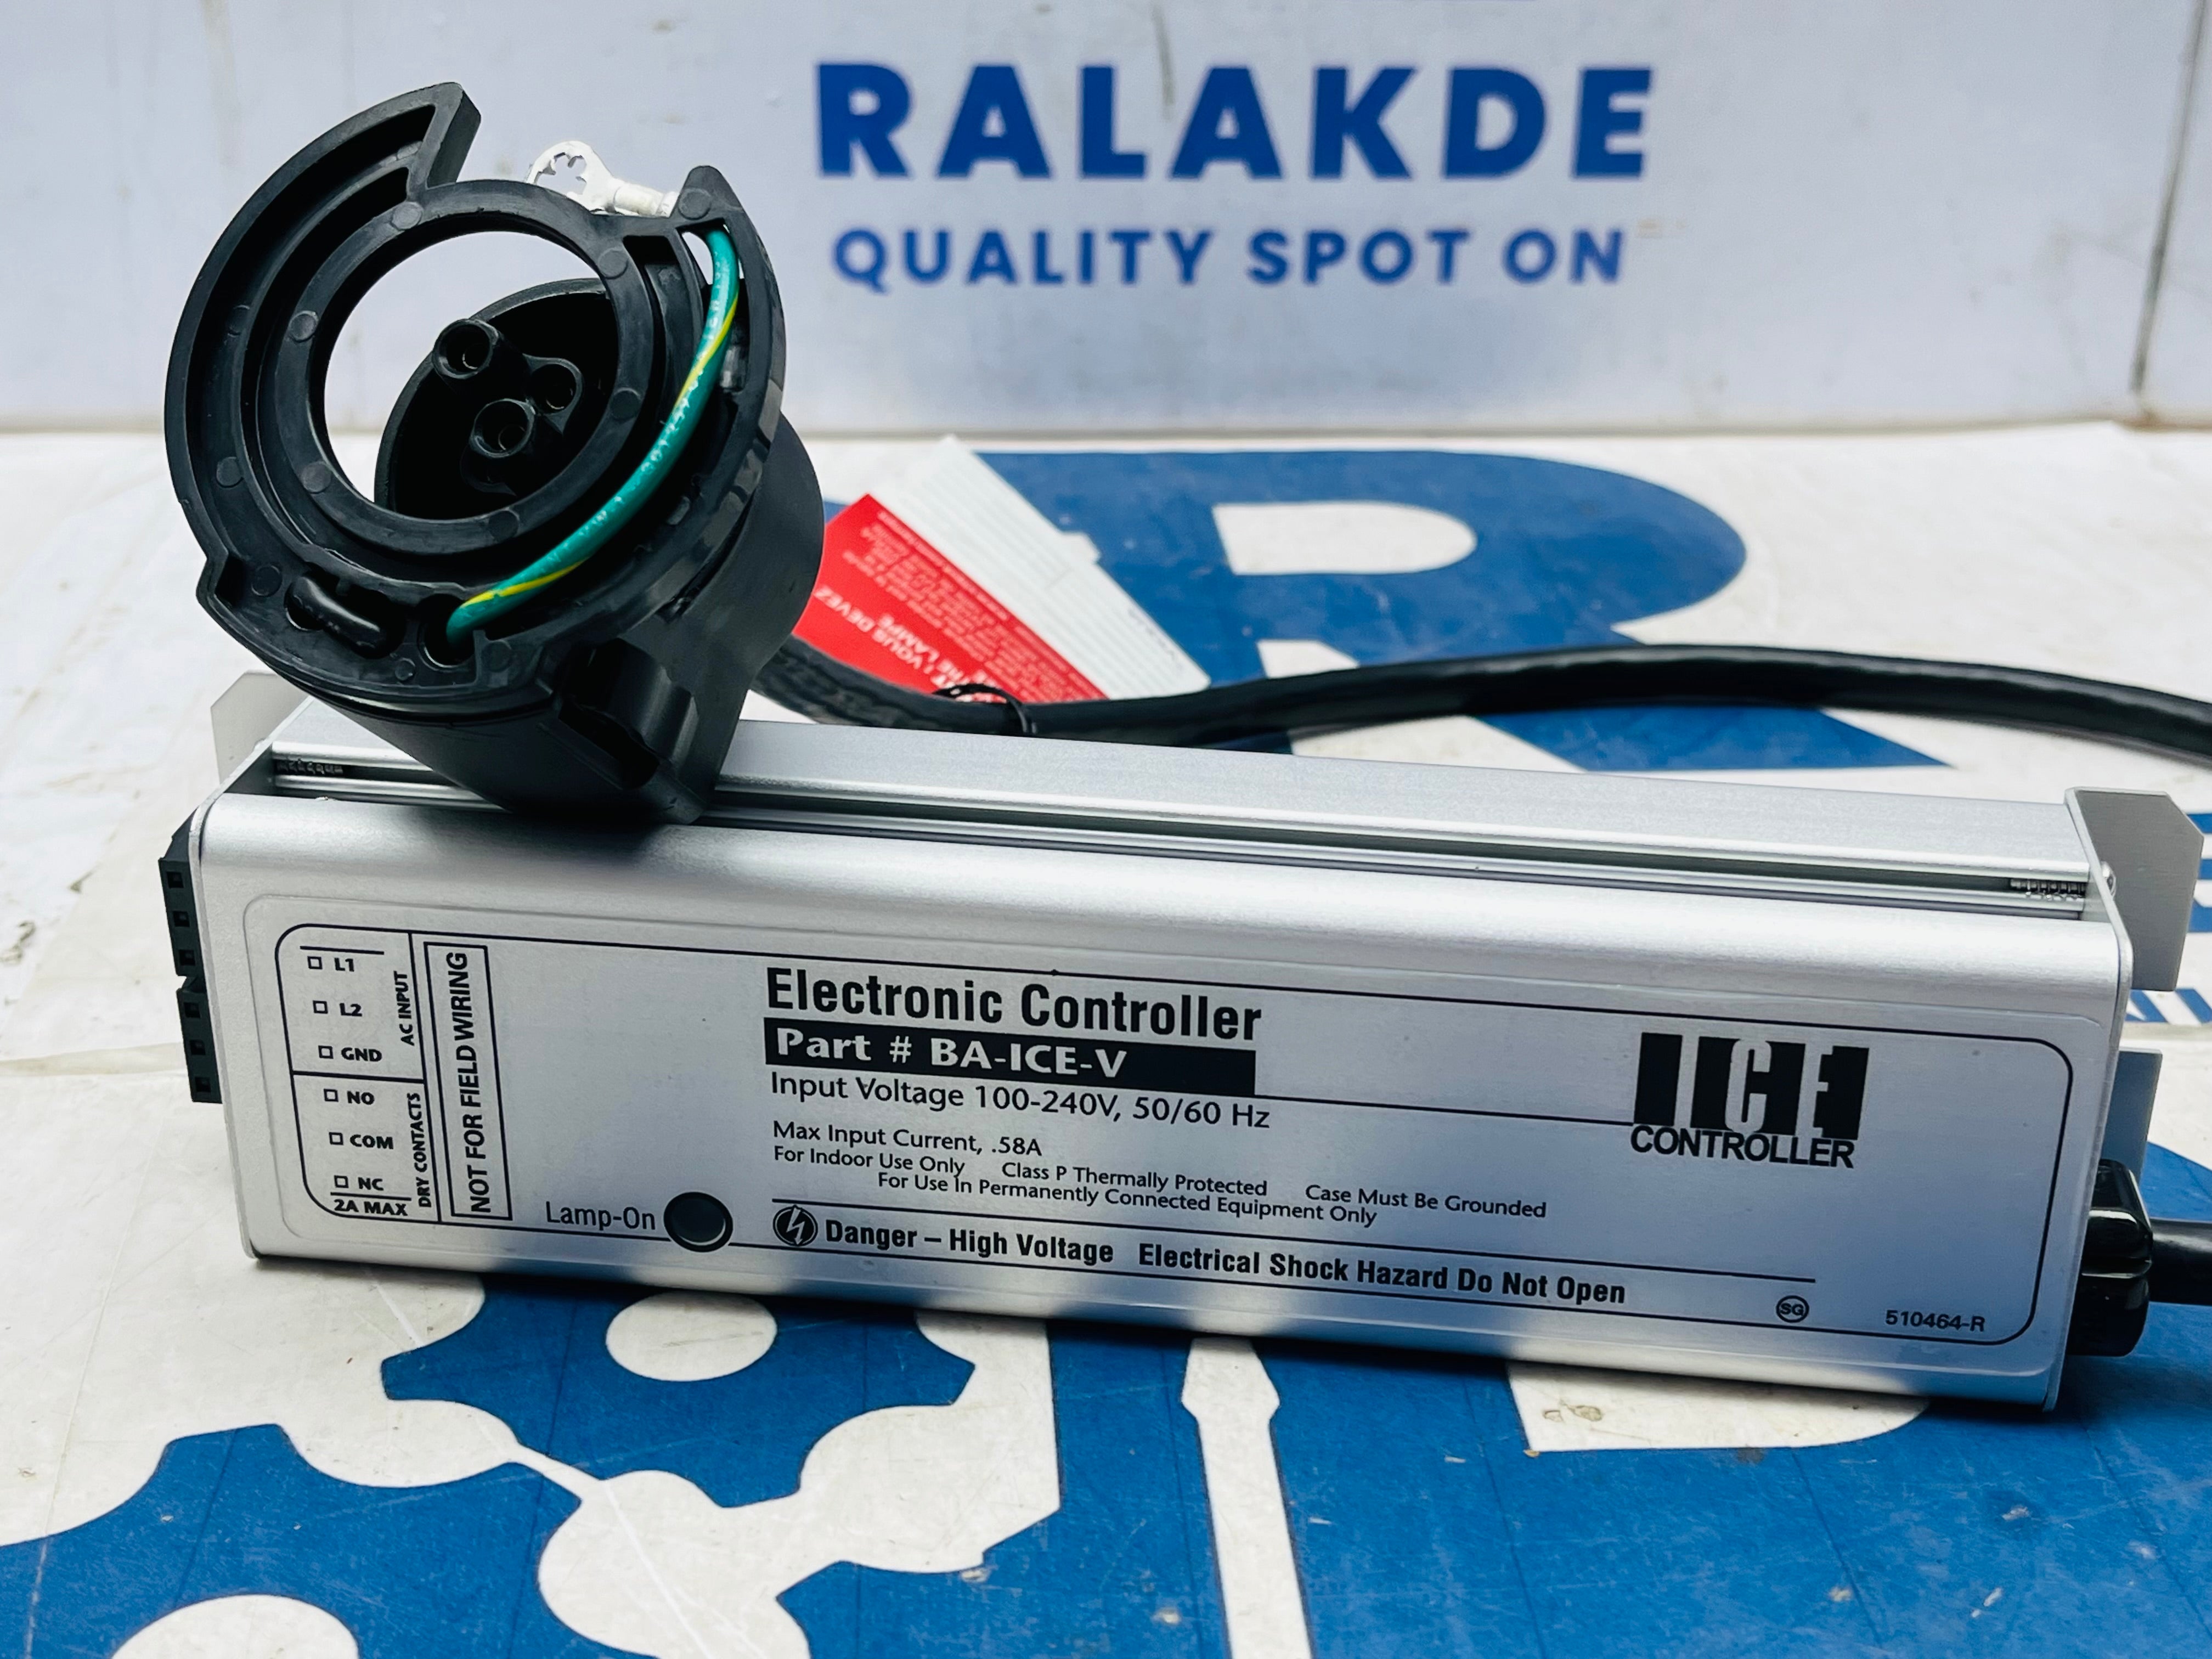 RALAKDE
QUALITY SPOT ON
VOUS DEVEZ
LAMPE
L1
L2
GND
AC INPUT
NO
COM
NC
2A MAX
DRY CONTACTS
NOT FOR FIELD WIRING
Lamp-On
Electronic Controller
Part # BA-ICE-V
Input Voltage 100-240V, 50/60 Hz
Max Input Current, .58A
For Indoor Use Only Class P Thermally Protected Case Must Be Grounded
For Use In Permanently Connected Equipment Only
Danger – High Voltage Electrical Shock Hazard Do Not Open
ICE
CONTROLLER
SG
510464-R